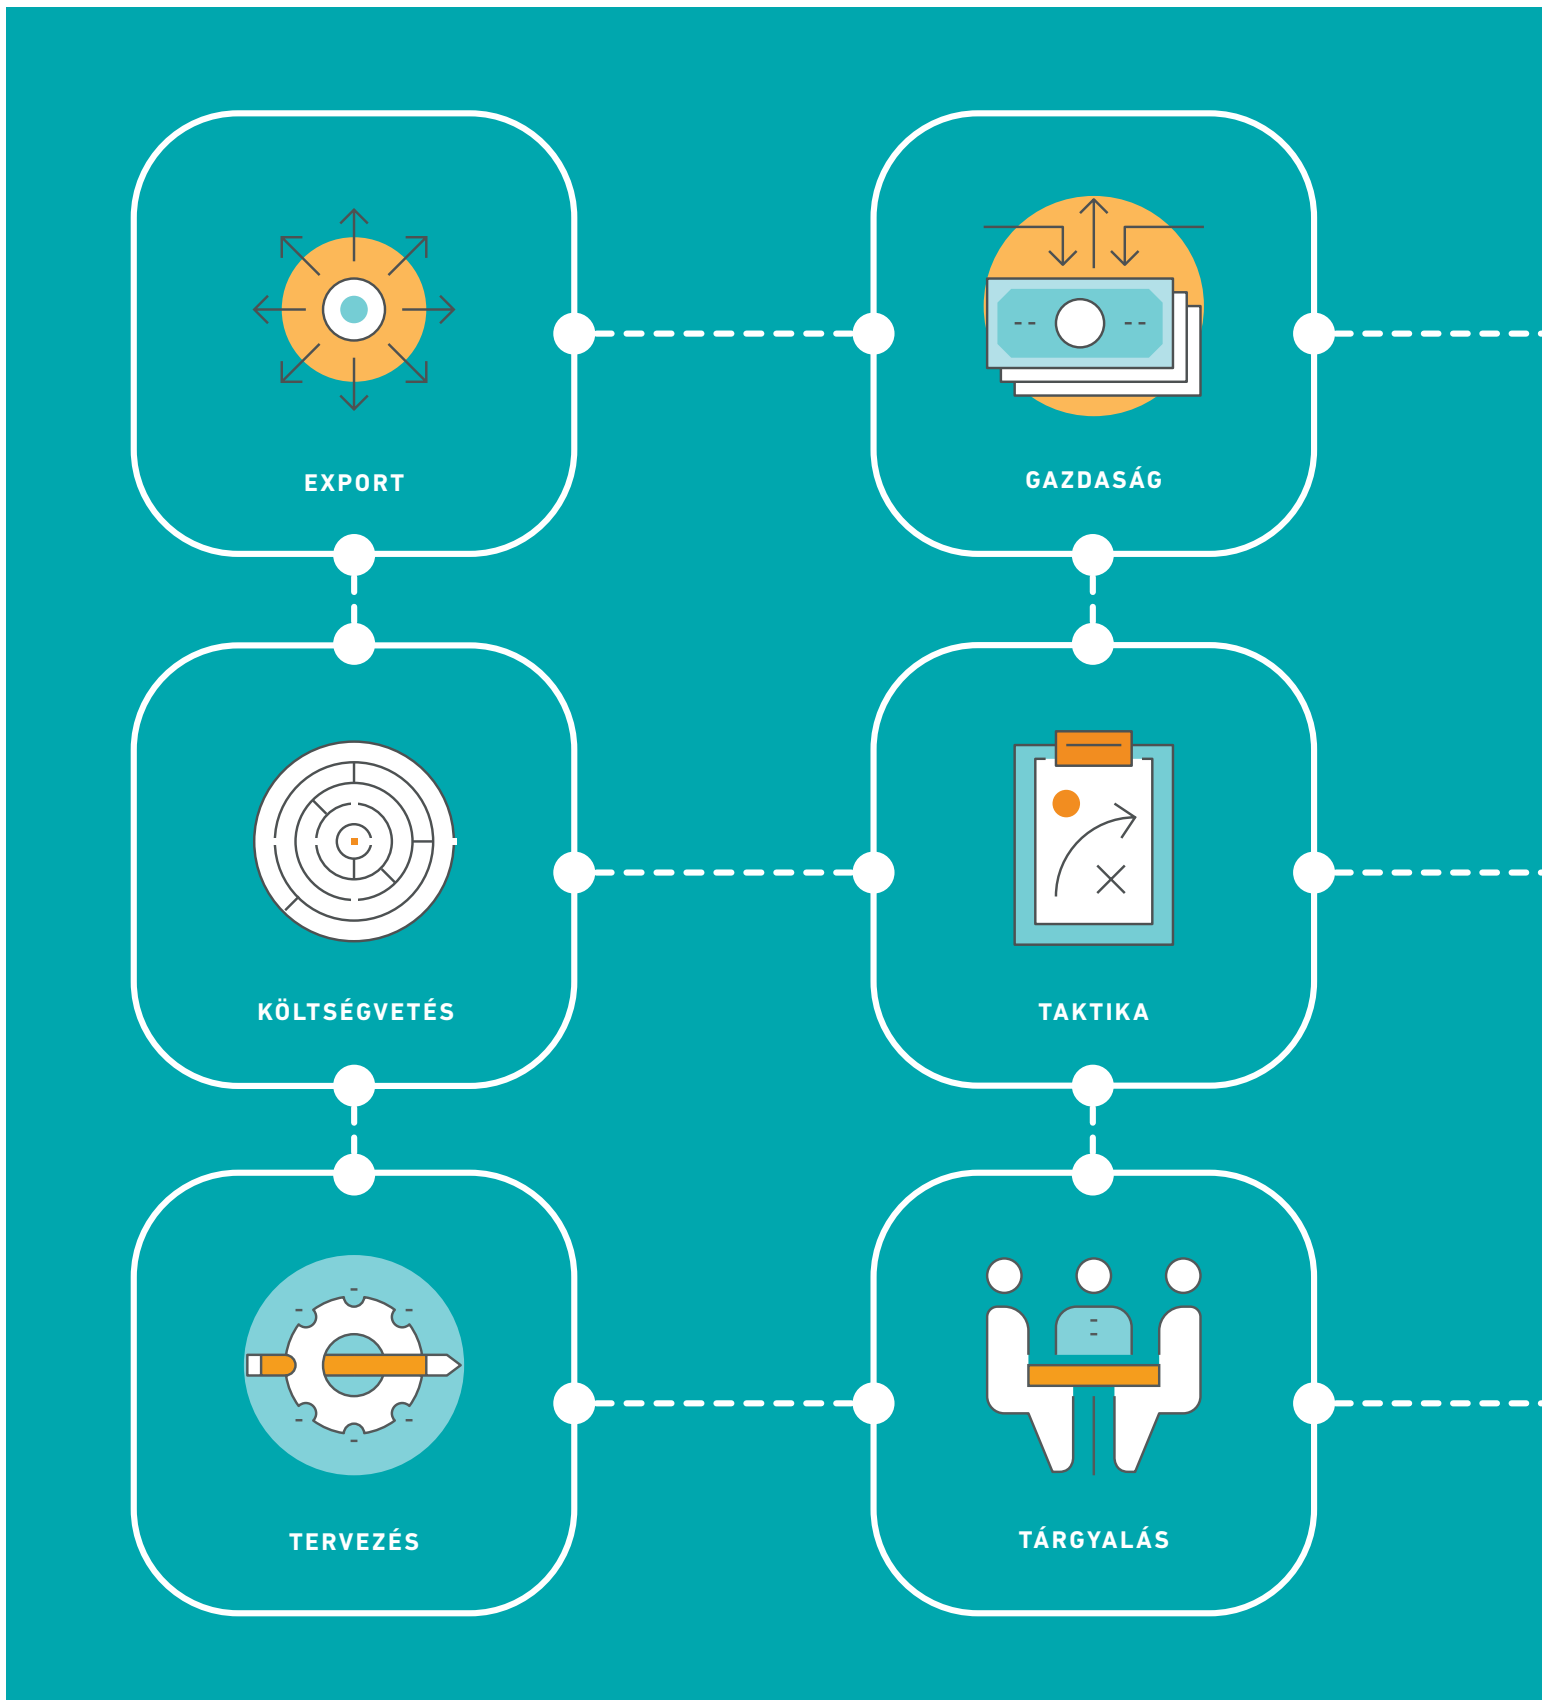 EXPORT
GAZDASÁG
KÖLTSÉGVETÉS
TAKTIKA
TERVEZÉS
TÁRGYALÁS